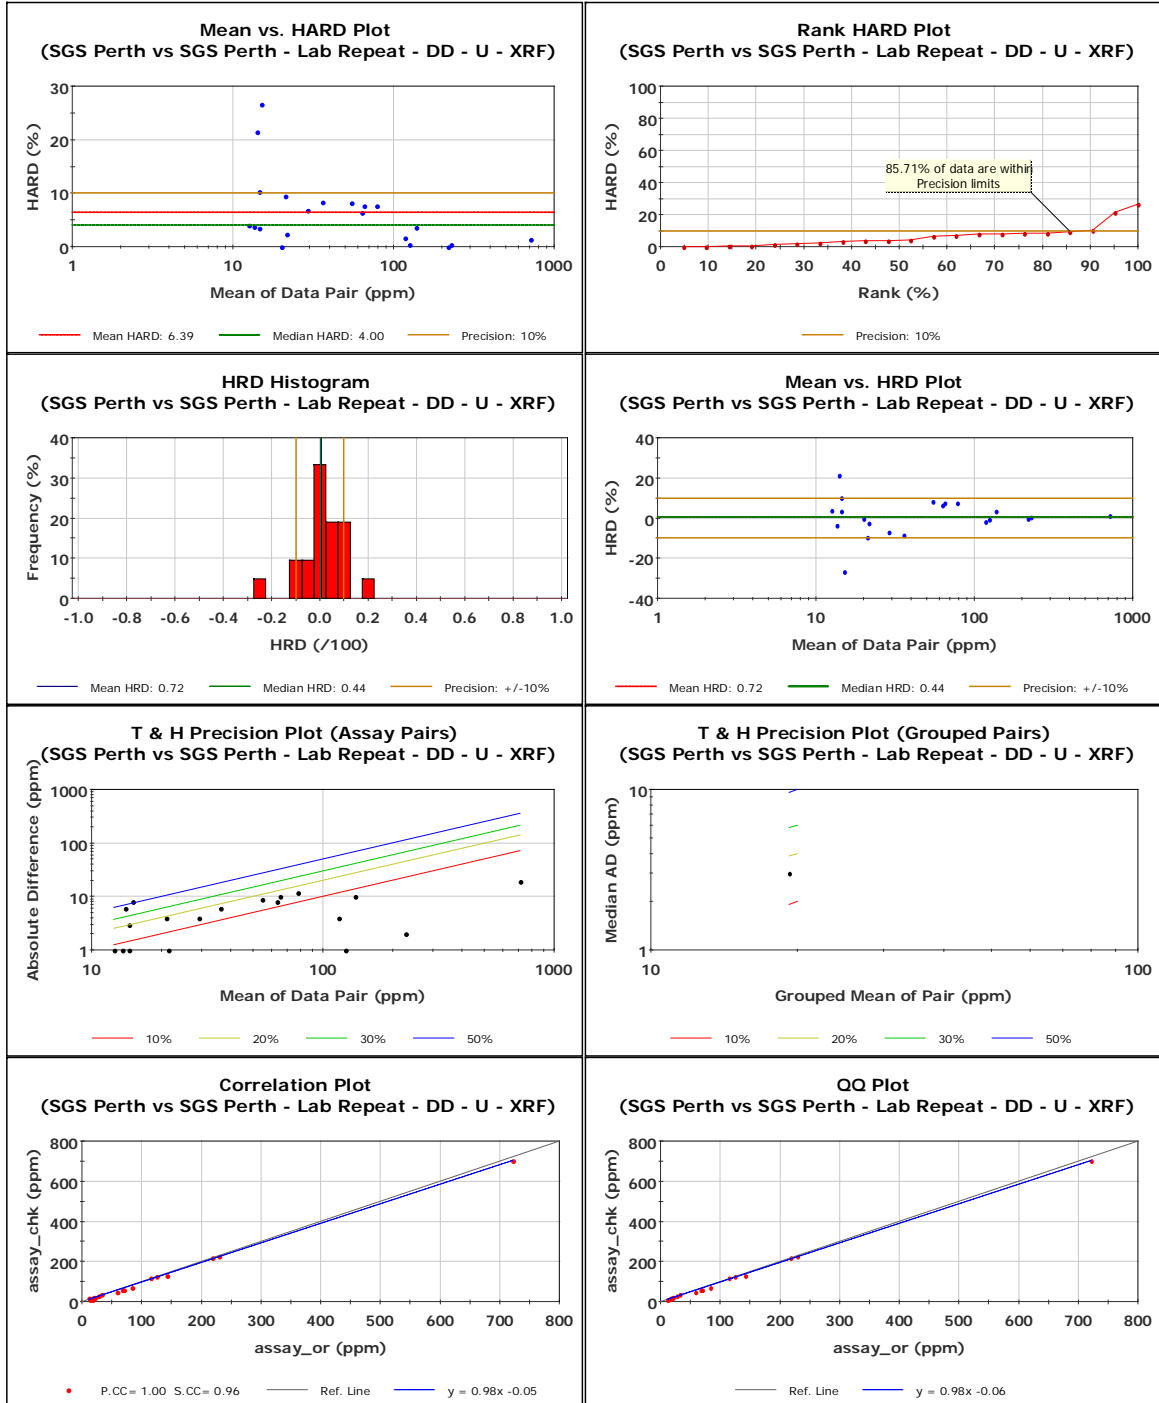 Mean vs. HARD Plot
(SGS Perth vs SGS Perth - Lab Repeat - DD - U - XRF)
HARD (%)
30
20
10
0
1 10 100 1000
Mean of Data Pair (ppm)
Mean HARD: 6.39 Median HARD: 4.00 Precision: 10%
Rank HARD Plot
(SGS Perth vs SGS Perth - Lab Repeat - DD - U - XRF)
HARD (%)
100
80
60
40
20
0
85.71% of data are within
Precision limits
0 10 20 30 40 50 60 70 80 90 100
Rank (%)
Precision: 10%
HRD Histogram
(SGS Perth vs SGS Perth - Lab Repeat - DD - U - XRF)
Frequency (%)
40
30
20
10
0
-1.0 -0.8 -0.6 -0.4 -0.2 0.0 0.2 0.4 0.6 0.8 1.0
HRD (/100)
Mean HRD: 0.72 Median HRD: 0.44 Precision: +/-10%
Mean vs. HRD Plot
(SGS Perth vs SGS Perth - Lab Repeat - DD - U - XRF)
HRD (%)
40
20
0
-20
-40
1 10 100 1000
Mean of Data Pair (ppm)
Mean HRD: 0.72 Median HRD: 0.44 Precision: +/-10%
T & H Precision Plot (Assay Pairs)
(SGS Perth vs SGS Perth - Lab Repeat - DD - U - XRF)
Absolute Difference (ppm)
1000
100
10
1
10 100 1000
Mean of Data Pair (ppm)
10% 20% 30% 50%
T & H Precision Plot (Grouped Pairs)
(SGS Perth vs SGS Perth - Lab Repeat - DD - U - XRF)
Median AD (ppm)
10
1
10 100
Grouped Mean of Pair (ppm)
10% 20% 30% 50%
Correlation Plot
(SGS Perth vs SGS Perth - Lab Repeat - DD - U - XRF)
assay_chk (ppm)
800
600
400
200
0
0 100 200 300 400 500 600 700 800
assay_or (ppm)
P.CC= 1.00 S.CC= 0.96 Ref. Line y = 0.98x -0.05
QQ Plot
(SGS Perth vs SGS Perth - Lab Repeat - DD - U - XRF)
assay_chk (ppm)
800
600
400
200
0
0 100 200 300 400 500 600 700 800
assay_or (ppm)
Ref. Line y = 0.98x -0.06